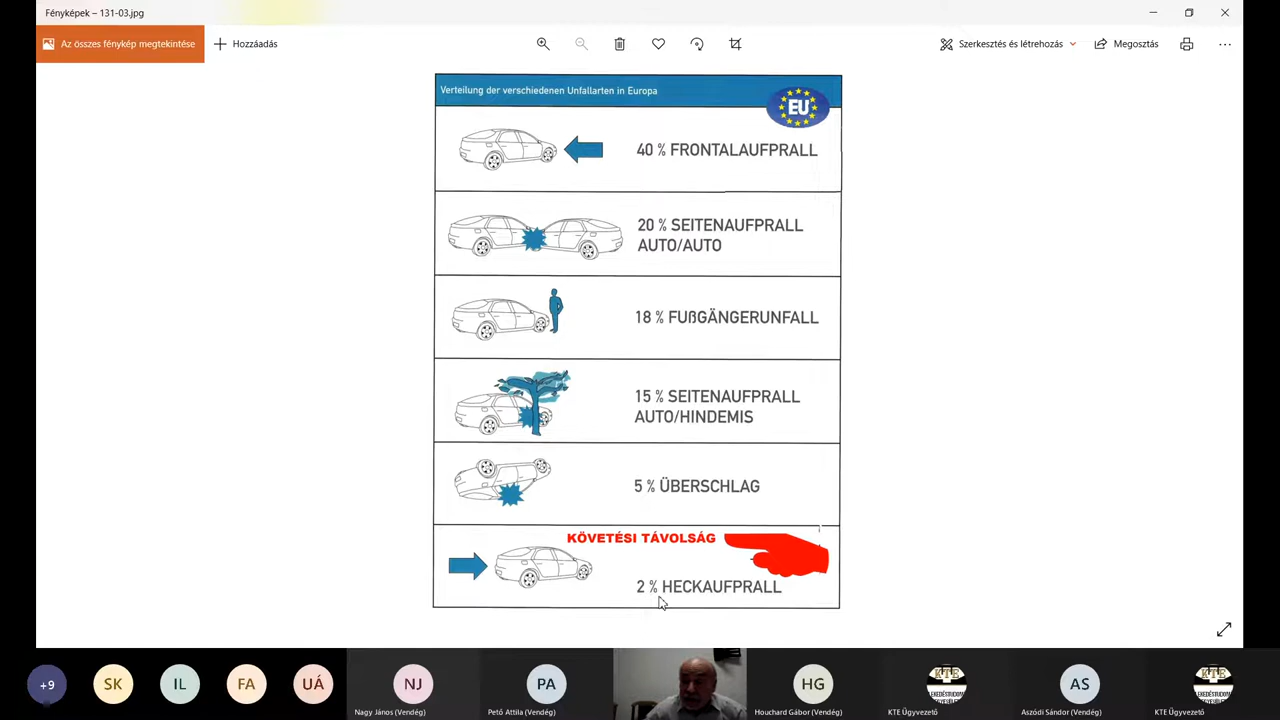 Fényképek – 131-03.jpg
Az összes fénykép megtekintése
Hozzáadás
Szerkesztés és létrehozás
Megosztás
Verteilung der verschiedenen Unfallarten in Europa
EU
40 % FRONTALAUFPRALL
20 % SEITENAUFPRALL
AUTO/AUTO
18 % FUßGÄNGERUNFALL
15 % SEITENAUFPRALL
AUTO/HINDEMIS
5 % ÜBERSCHLAG
KÖVETÉSI TÁVOLSÁG
2 % HECKAUFPRALL
+9
SK
IL
FA
UÁ
NJ
Nagy János (Vendég)
PA
Pető Attila (Vendég)
HG
Houchard Gábor (Vendég)
KTE
KTE Ügyvezető
AS
Aszódi Sándor (Vendég)
KTE
KTE Ügyvezető